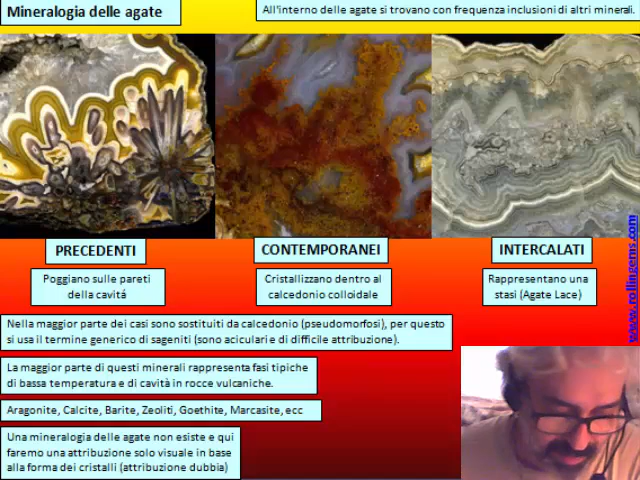 Mineralogia delle agate
All'interno delle agate si trovano con frequenza inclusioni di altri minerali.
PRECEDENTI
CONTEMPORANEI
INTERCALATI
Poggiano sulle pareti
della cavitá
Cristallizzano dentro al
calcedonio colloidale
Rappresentano una
stasi (Agate Lace)
www.rollingems.com
Nella maggior parte dei casi sono sostituiti da calcedonio (pseudomorfosi), per questo
si usa il termine generico di sageniti (sono aciculari e di difficile attribuzione).
La maggior parte di questi minerali rappresenta fasi tipiche
di bassa temperatura e di cavità in rocce vulcaniche.
Aragonite, Calcite, Barite, Zeoliti, Goethite, Marcasite, ecc
Una mineralogia delle agate non esiste e qui
faremo una attribuzione solo visuale in base
alla forma dei cristalli (attribuzione dubbia)